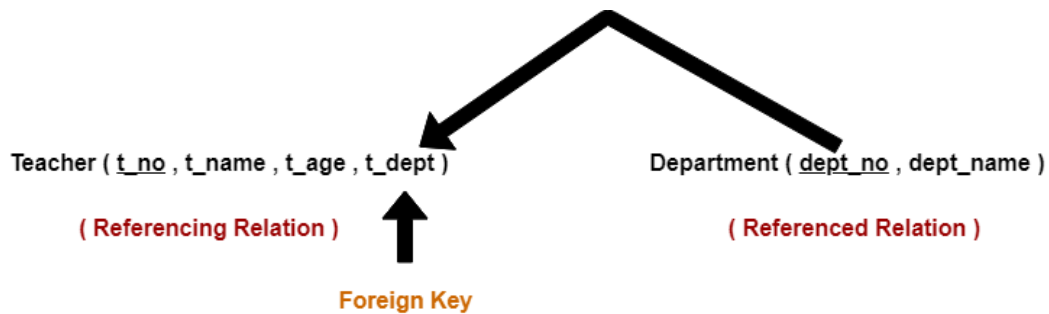 Teacher ( t_no , t_name , t_age , t_dept ) Department ( dept_no , dept_name )
( Referencing Relation ) ( Referenced Relation )
Foreign Key